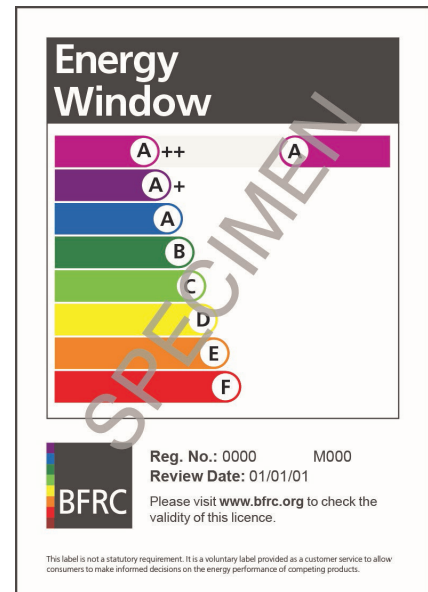 Energy
Window
A++ A
A+
A
B
C
D
E
F
SPECIMEN
Reg. No.: 0000 M000
Review Date: 01/01/01
BFRC
Please visit www.bfrc.org to check the
validity of this licence.
This label is not a statutory requirement. It is a voluntary label provided as a customer service to allow
consumers to make informed decisions on the energy performance of competing products.